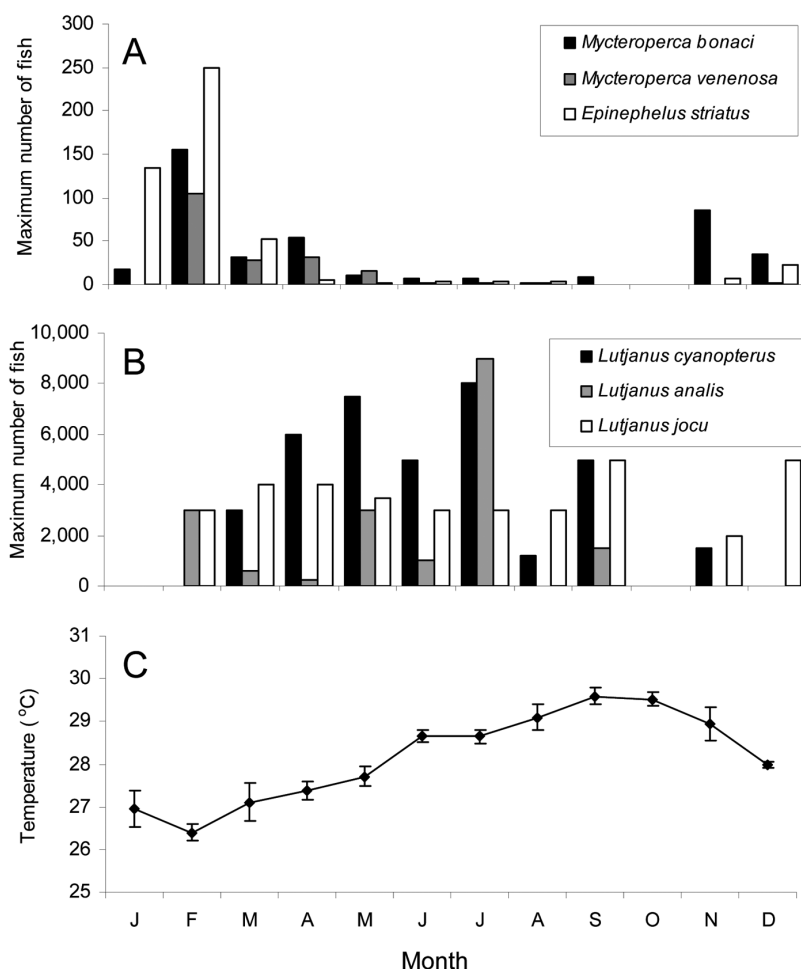 A
Maximum number of fish
300
250
200
150
100
50
0
Mycteroperca bonaci
Mycteroperca venenosa
Epinephelus striatus
B
Maximum number of fish
10,000
8,000
6,000
4,000
2,000
0
Lutjanus cyanopterus
Lutjanus analis
Lutjanus jocu
C
Temperature ( °C)
31
30
29
28
27
26
25
J F M A M J J A S O N D
Month